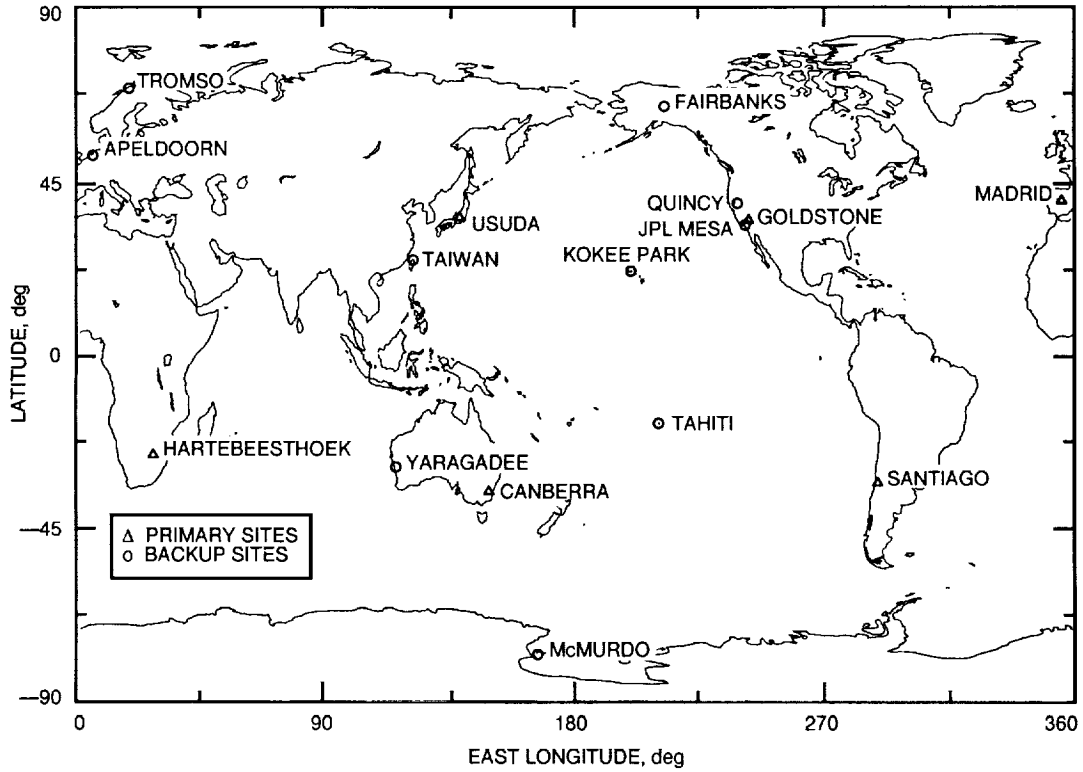 90
TROMSO
FAIRBANKS
APELDOORN
45
MADRID
QUINCY
GOLDSTONE
USUDA
JPL MESA
KOKEE PARK
TAIWAN
LATITUDE, deg
0
TAHITI
HARTEBEESTHOEK
YARAGADEE
SANTIAGO
CANBERRA
—45
PRIMARY SITES
BACKUP SITES
McMURDO
—90
0 90 180 270 360
EAST LONGITUDE, deg